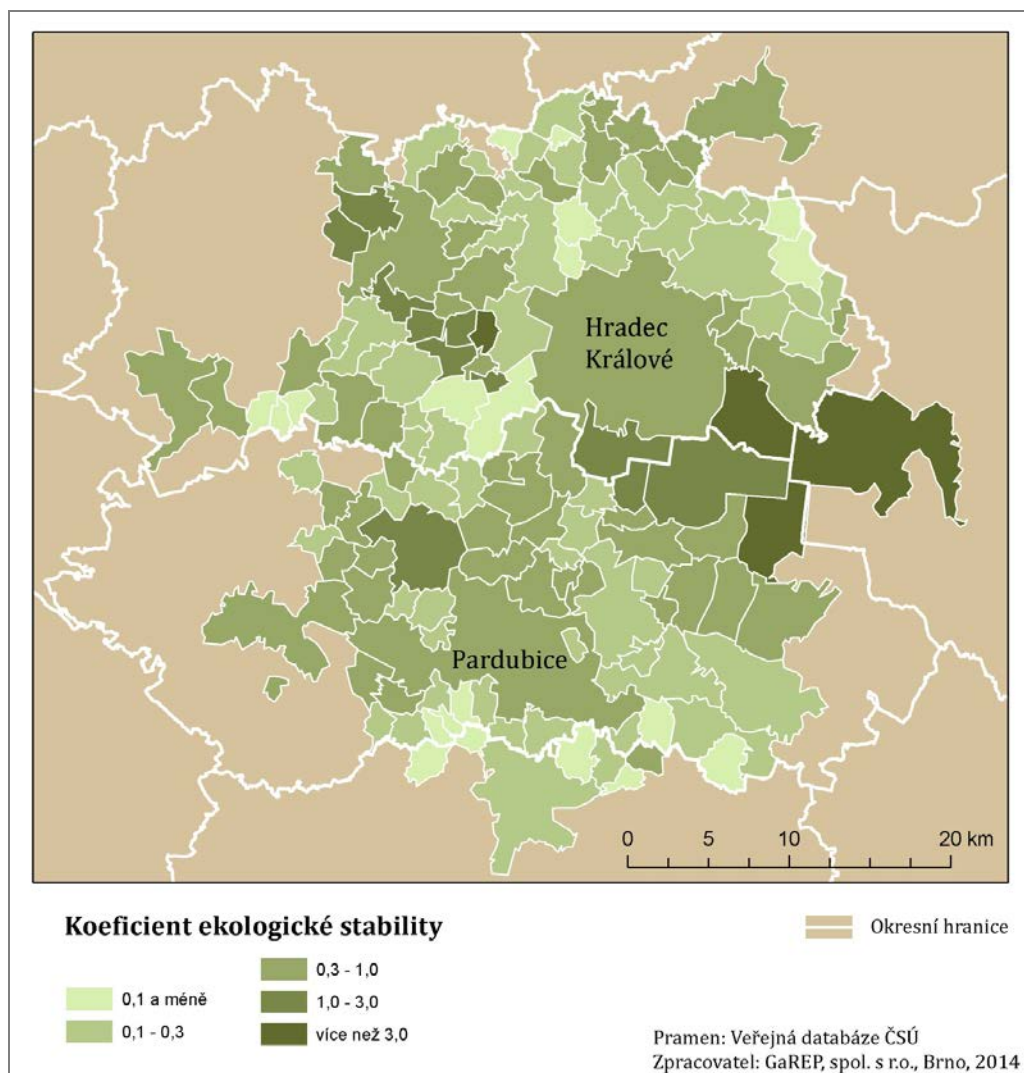 Hradec
Králové
Pardubice
0 5 10 20 km
Koeficient ekologické stability
0,1 a méně
0,1 - 0,3
0,3 - 1,0
1,0 - 3,0
více než 3,0
Okresní hranice
Pramen: Veřejná databáze ČSÚ
Zpracovatel: GaREP, spol. s r.o., Brno, 2014